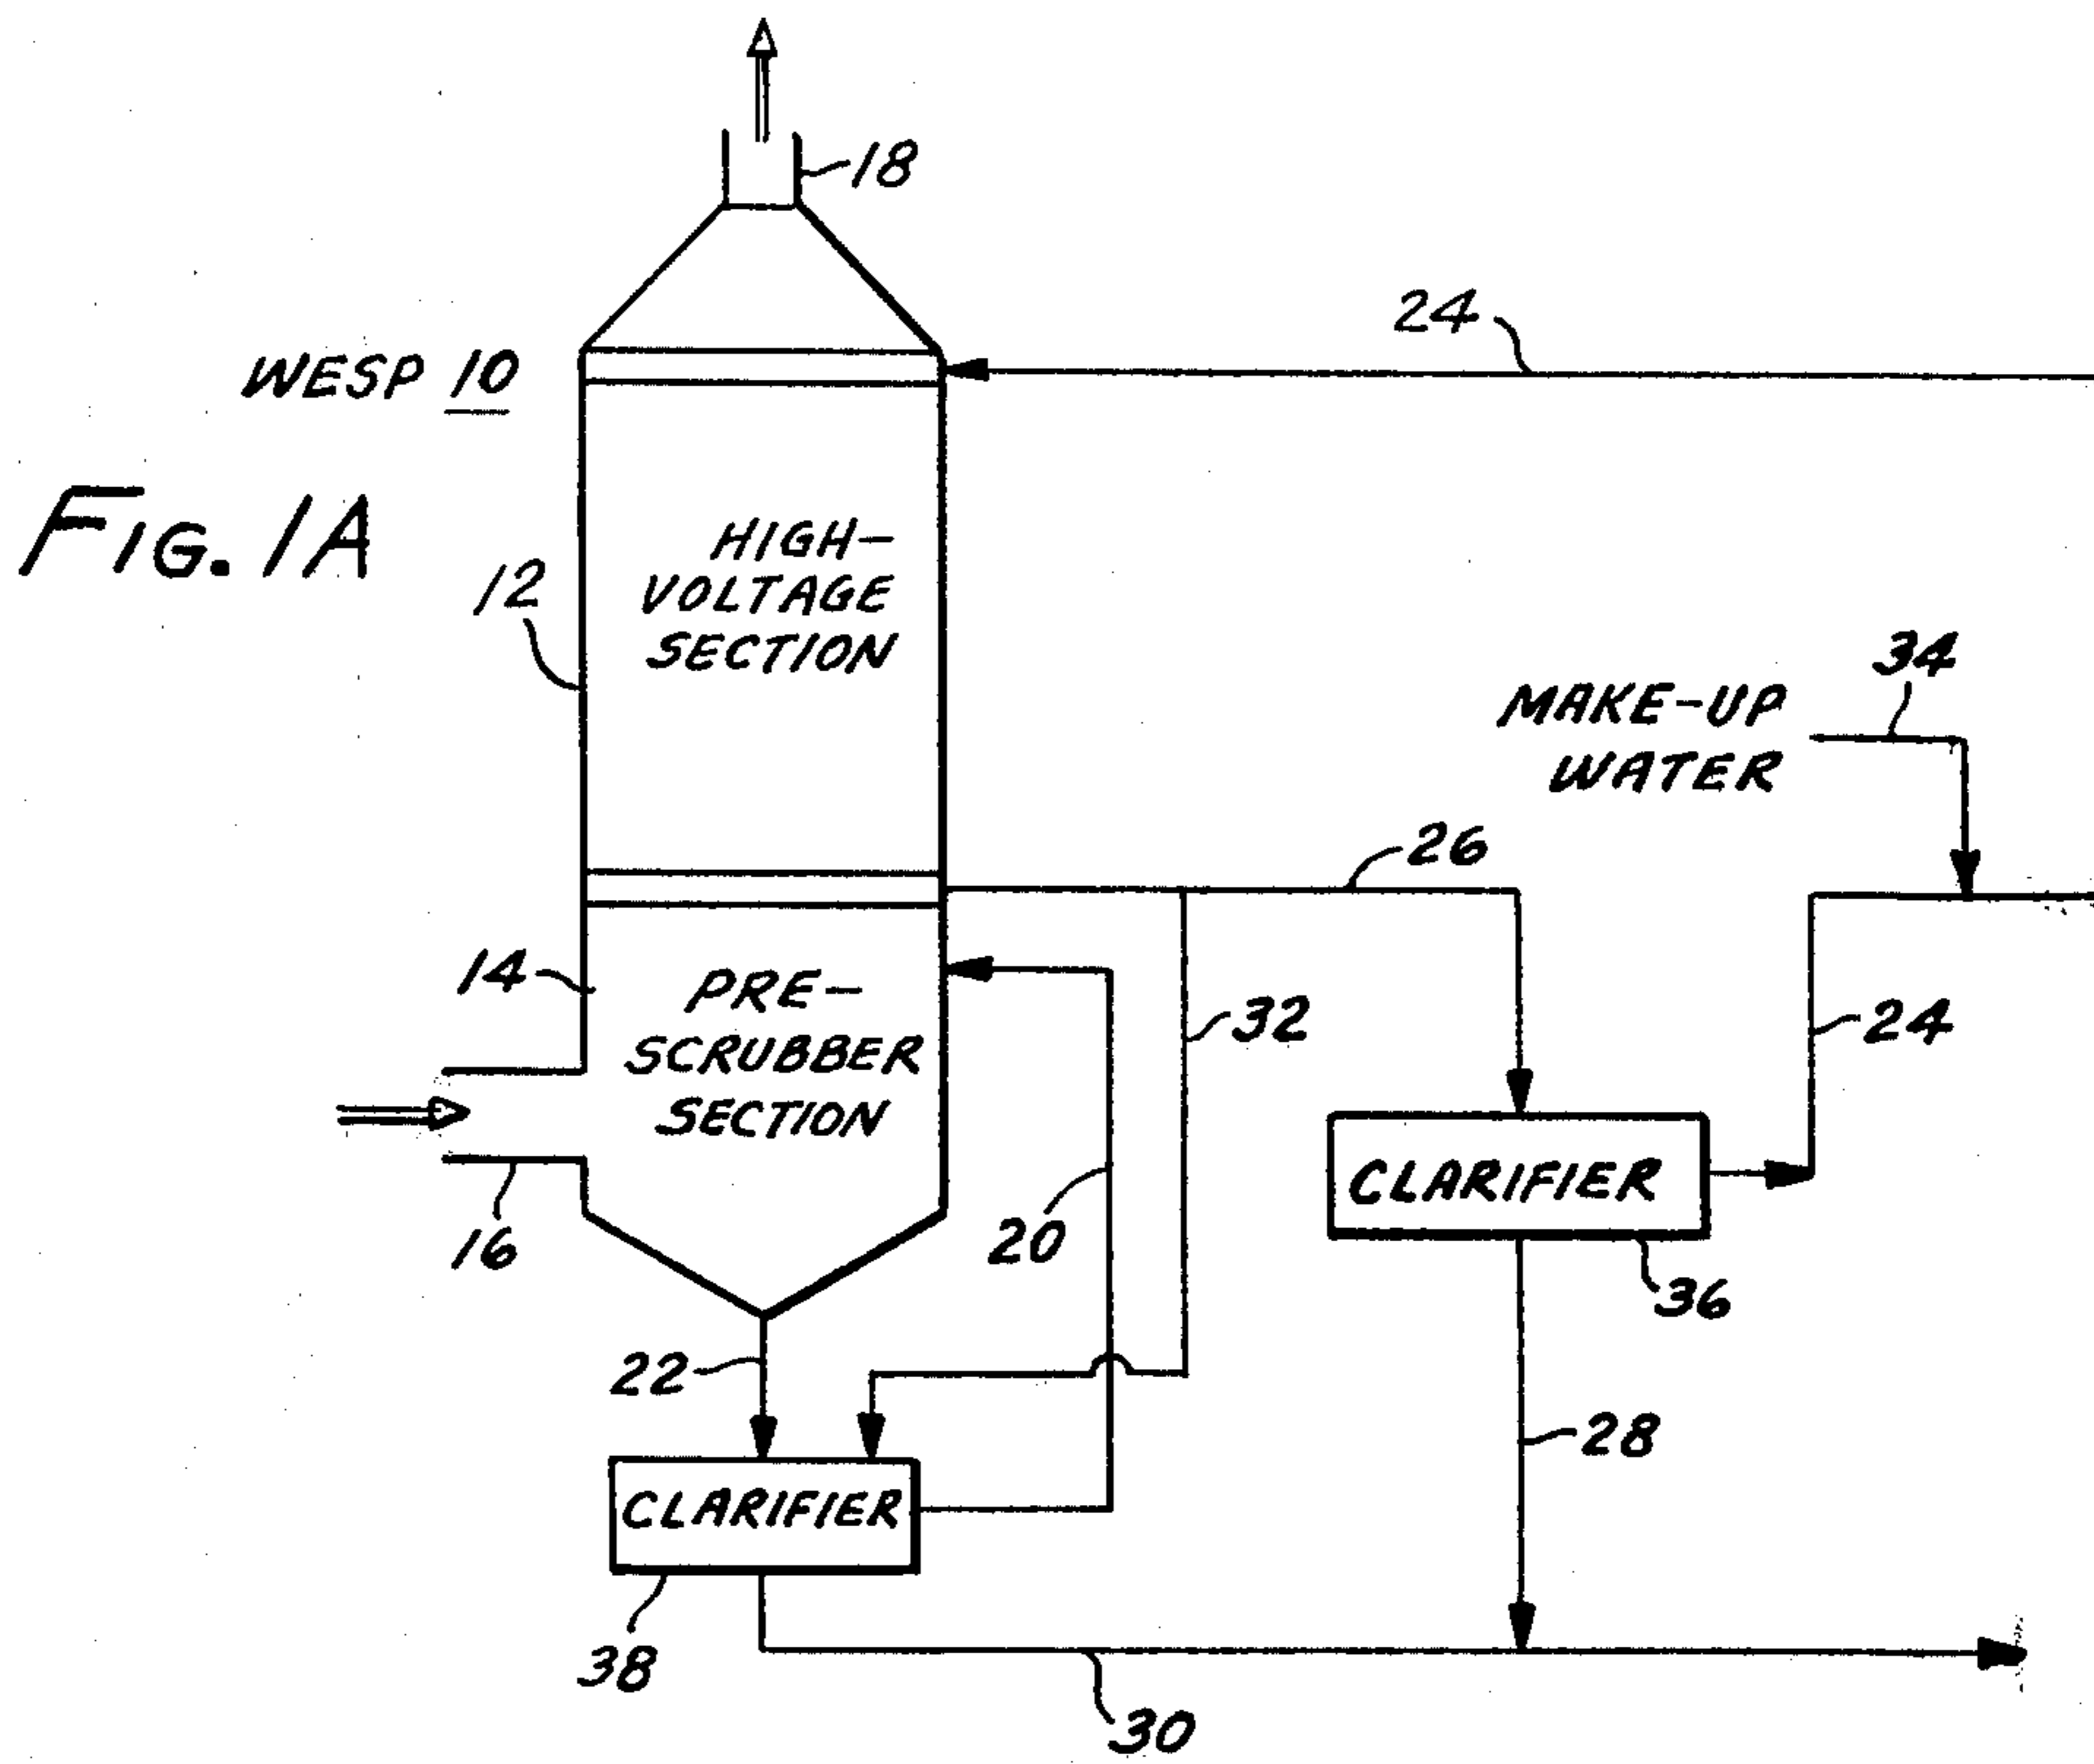 18
24
WESP 10
FIG. 1A
HIGH-
VOLTAGE
SECTION
12
34
MAKE-UP
WATER
26
14
PRE-
SCRUBBER
SECTION
32
24
CLARIFIER
16
20
36
22
28
CLARIFIER
38
30